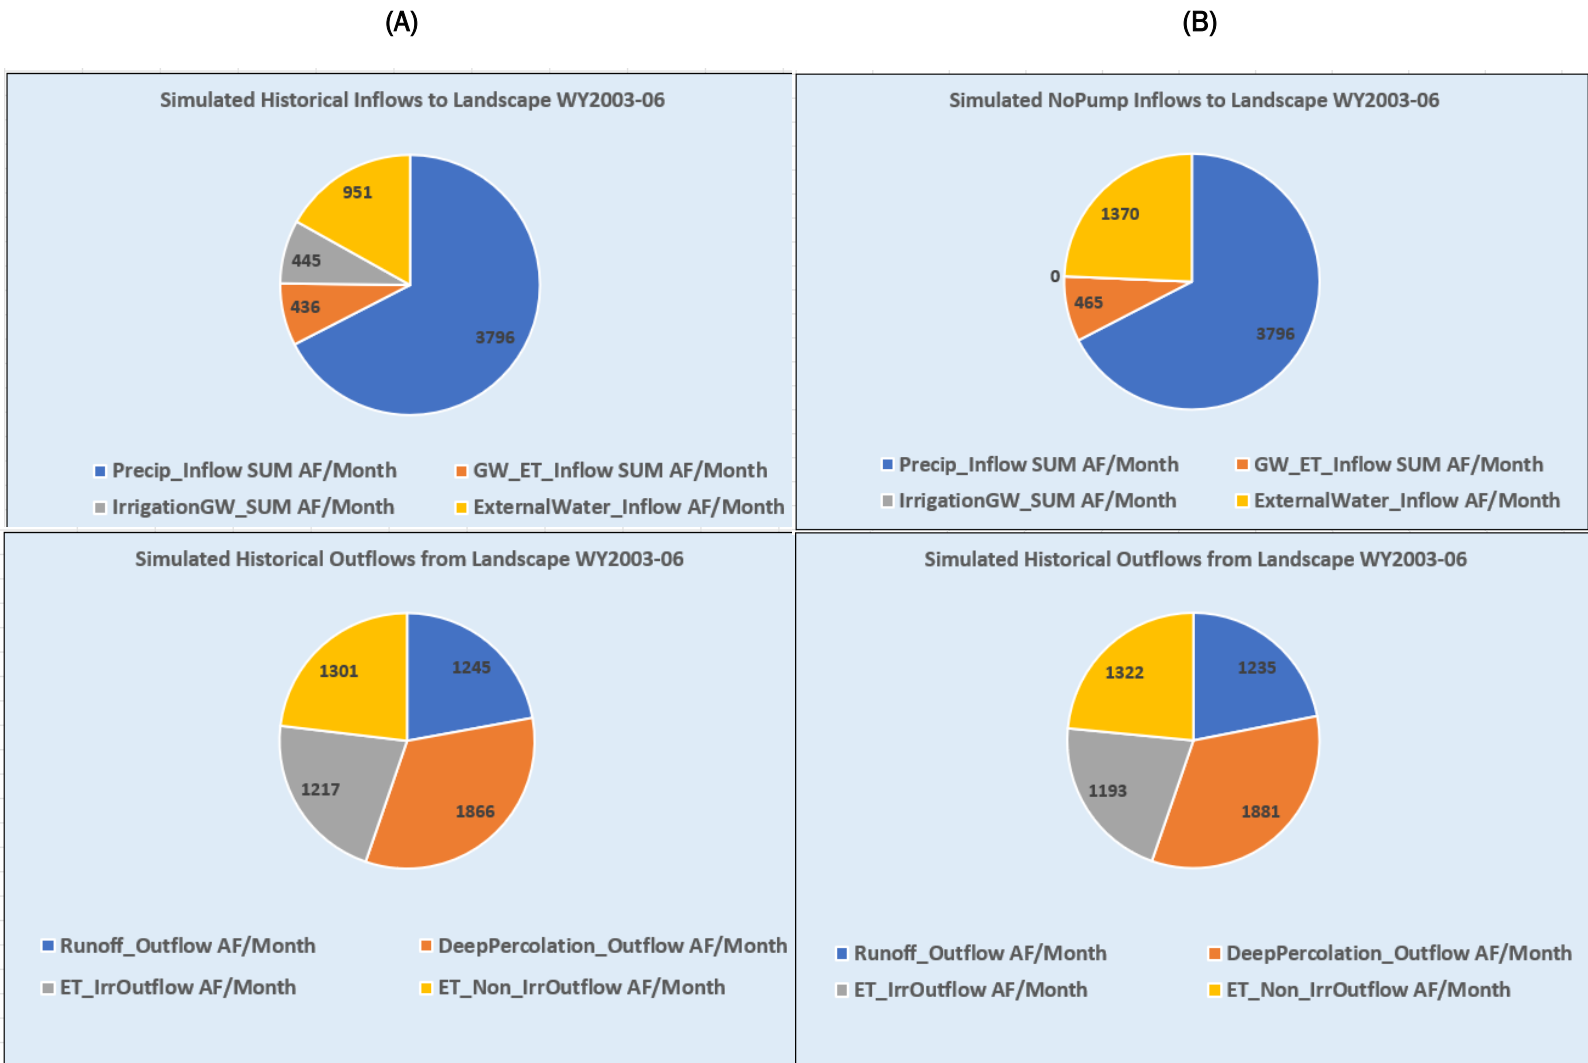 (A)
(B)
Simulated Historical Inflows to Landscape WY2003-06
951
445
436
3796
Precip_Inflow SUM AF/Month
GW_ET_Inflow SUM AF/Month
IrrigationGW_SUM AF/Month
ExternalWater_Inflow AF/Month
Simulated NoPump Inflows to Landscape WY2003-06
1370
0
465
3796
Precip_Inflow SUM AF/Month
GW_ET_Inflow SUM AF/Month
IrrigationGW_SUM AF/Month
ExternalWater_Inflow AF/Month
Simulated Historical Outflows from Landscape WY2003-06
1301
1245
1217
1866
Runoff_Outflow AF/Month
DeepPercolation_Outflow AF/Month
ET_IrrOutflow AF/Month
ET_Non_IrrOutflow AF/Month
Simulated Historical Outflows from Landscape WY2003-06
1322
1235
1193
1881
Runoff_Outflow AF/Month
DeepPercolation_Outflow AF/Month
ET_IrrOutflow AF/Month
ET_Non_IrrOutflow AF/Month